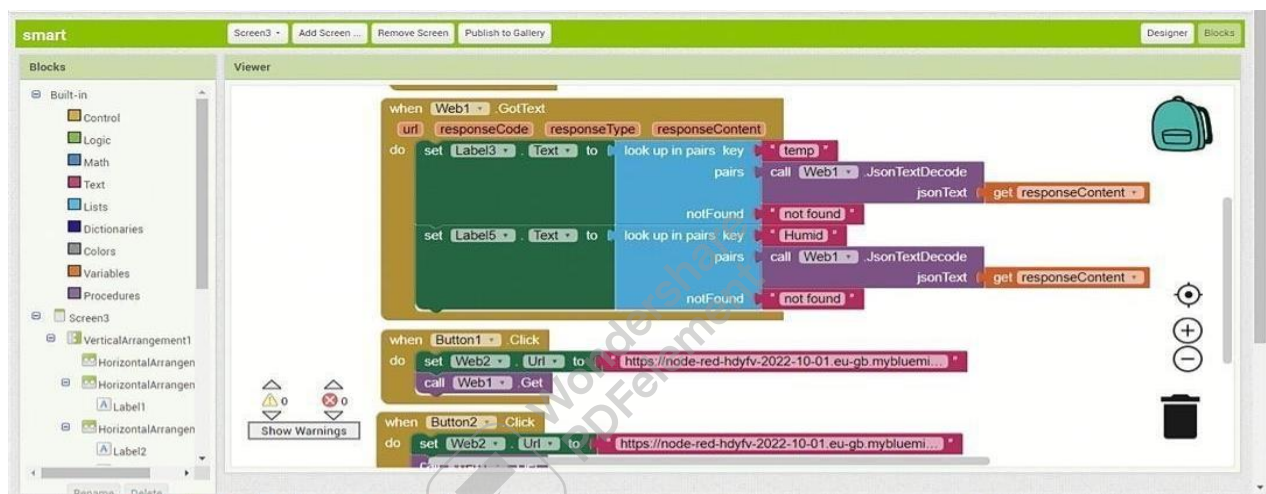 smart Screen3 Add Screen ... Remove Screen Publish to Gallery Designer Blocks
Blocks
Built-in
Control
Logic
Math
Text
Lists
Dictionaries
Colors
Variables
Procedures
Screen3
VerticalArrangement1
HorizontalArrangen
HorizontalArrangen
Label1
HorizontalArrangen
Label2
Rename Delete
Viewer
when Web1 .GotText
url responseCode responseType responseContent
do set Label3 . Text to look up in pairs key " temp "
pairs call Web1 .JsonTextDecode
jsonText get responseContent
notFound " not found "
set Label5 . Text to look up in pairs key " Humid "
pairs call Web1 .JsonTextDecode
jsonText get responseContent
notFound " not found "
when Button1 .Click
do set Web2 . Url to " https://node-red-hdyfv-2022-10-01.eu-gb.mybluemi... "
call Web1 .Get
when Button2 .Click
do set Web2 . Url to " https://node-red-hdyfv-2022-10-01.eu-gb.mybluemi... "
0 0
Show Warnings
Wondershare
PDFelement